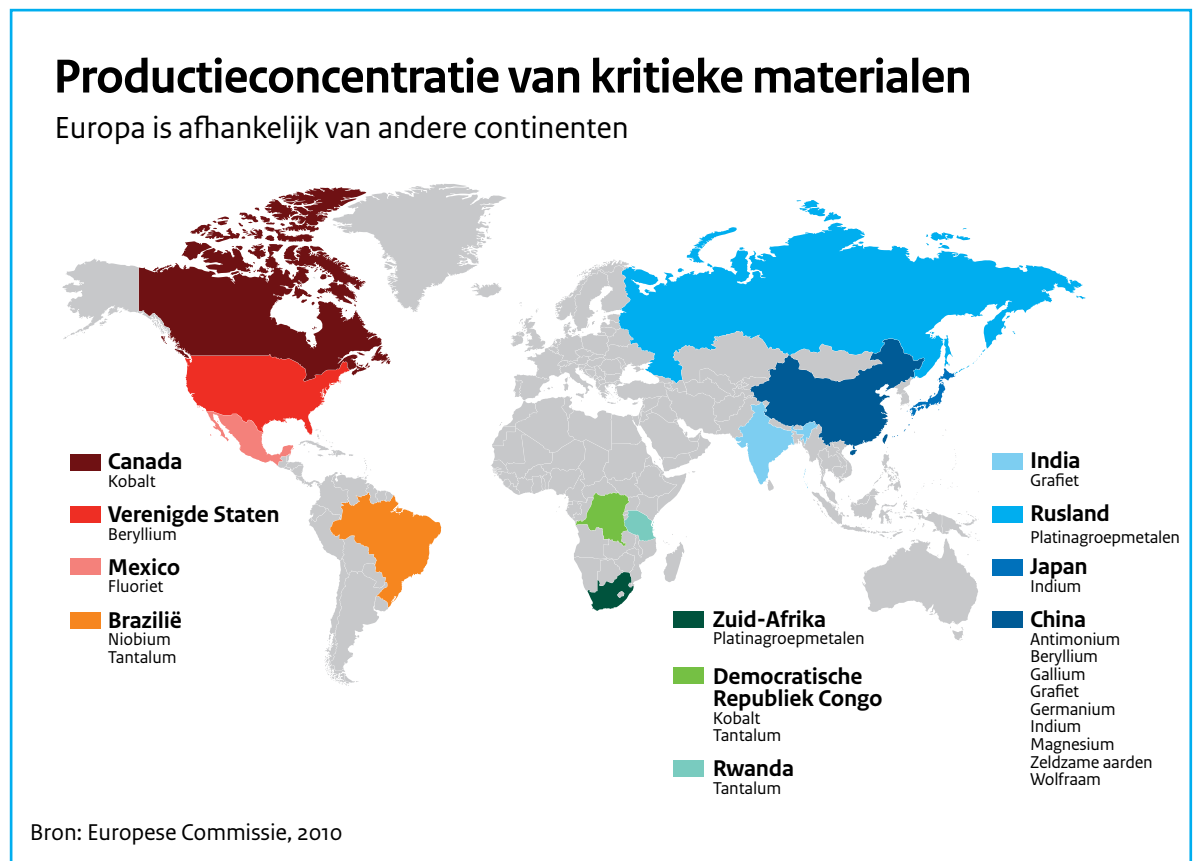 Productieconcentratie van kritieke materialen
Europa is afhankelijk van andere continenten
Canada
Kobalt
Verenigde Staten
Beryllium
Mexico
Fluoriet
Brazilië
Niobium
Tantalum
Zuid-Afrika
Platinagroepmetalen
Democratische
Republiek Congo
Kobalt
Tantalum
Rwanda
Tantalum
India
Grafiet
Rusland
Platinagroepmetalen
Japan
Indium
China
Antimonium
Beryllium
Gallium
Grafiet
Germanium
Indium
Magnesium
Zeldzame aarden
Wolfraam
Bron: Europese Commissie, 2010